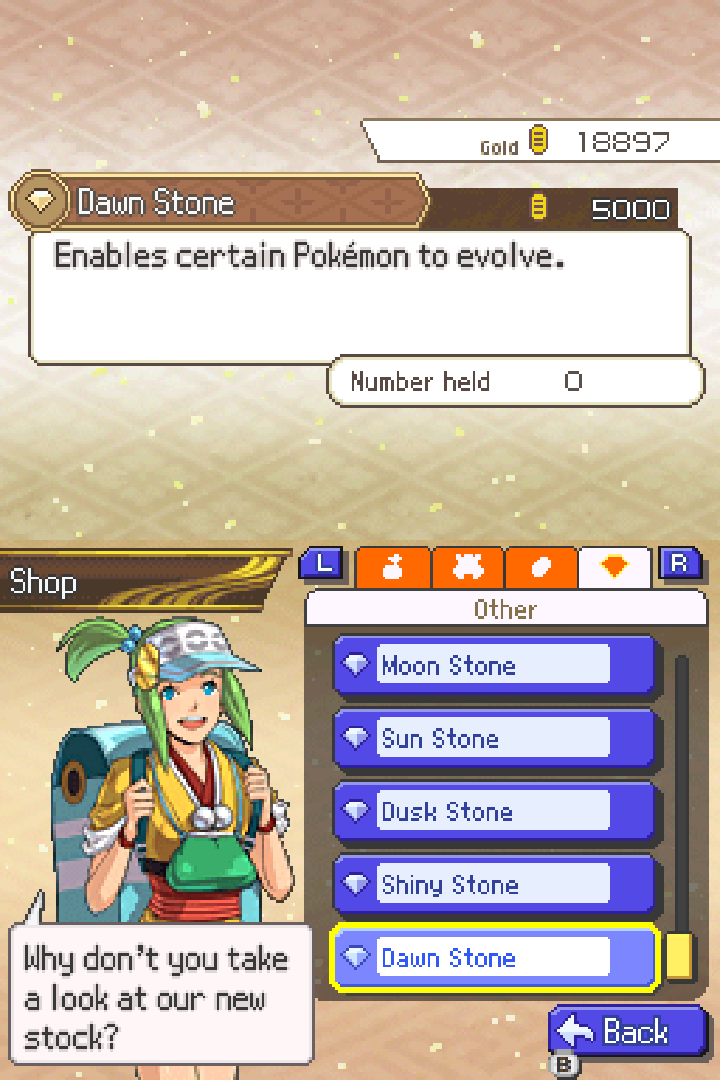 Gold 18897
Dawn Stone 5000
Enables certain Pokémon to evolve.
Number held 0
Shop
L
R
Other
Moon Stone
Sun Stone
Dusk Stone
Shiny Stone
Dawn Stone
Why don't you take
a look at our new
stock?
Back
B